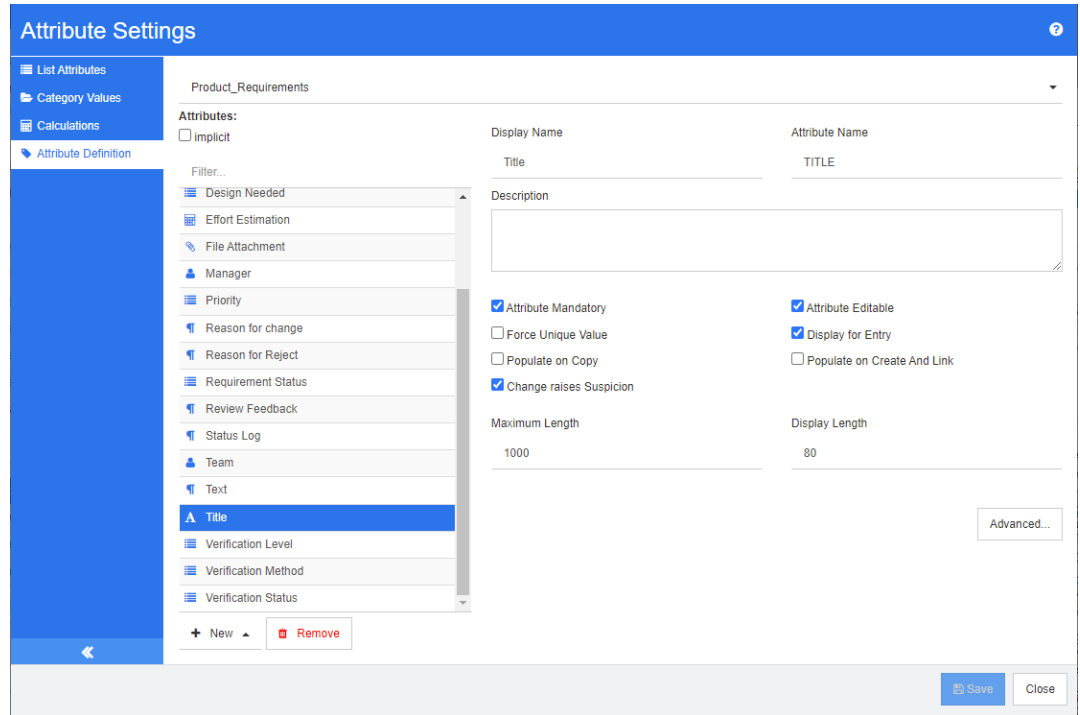 Attribute Settings
List Attributes
Category Values
Calculations
Attribute Definition
Product_Requirements
Attributes:
implicit
Filter...
Design Needed
Effort Estimation
File Attachment
Manager
Priority
Reason for change
Reason for Reject
Requirement Status
Review Feedback
Status Log
Team
Text
Title
Verification Level
Verification Method
Verification Status
New
Remove
Display Name
Attribute Name
Title
TITLE
Description
Attribute Mandatory
Attribute Editable
Force Unique Value
Display for Entry
Populate on Copy
Populate on Create And Link
Change raises Suspicion
Maximum Length
Display Length
1000
80
Advanced...
Save
Close